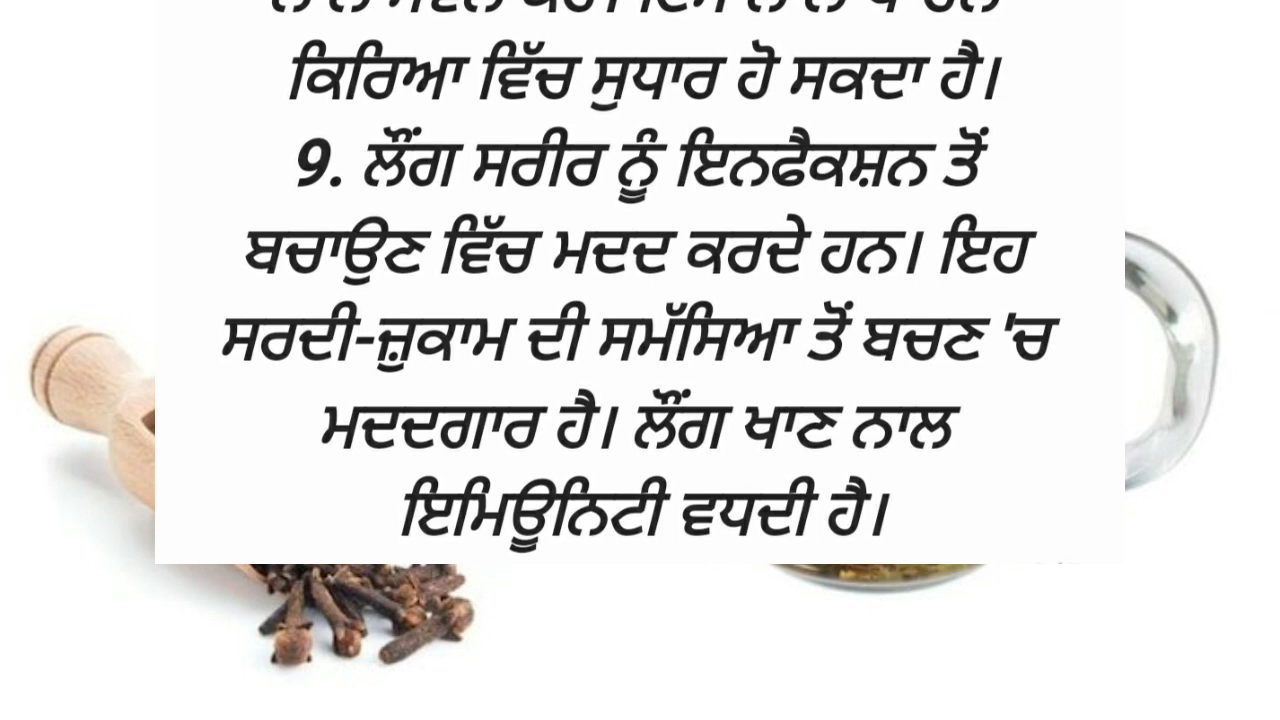 ਕਿਰਿਆ ਵਿੱਚ ਸੁਧਾਰ ਹੋ ਸਕਦਾ ਹੈ।
9. ਲੌਂਗ ਸਰੀਰ ਨੂੰ ਇਨਫੈਕਸ਼ਨ ਤੋਂ
ਬਚਾਉਣ ਵਿੱਚ ਮਦਦ ਕਰਦੇ ਹਨ। ਇਹ
ਸਰਦੀ-ਜ਼ੁਕਾਮ ਦੀ ਸਮੱਸਿਆ ਤੋਂ ਬਚਣ 'ਚ
ਮਦਦਗਾਰ ਹੈ। ਲੌਂਗ ਖਾਣ ਨਾਲ
ਇਮਿਊਨਿਟੀ ਵਧਦੀ ਹੈ।